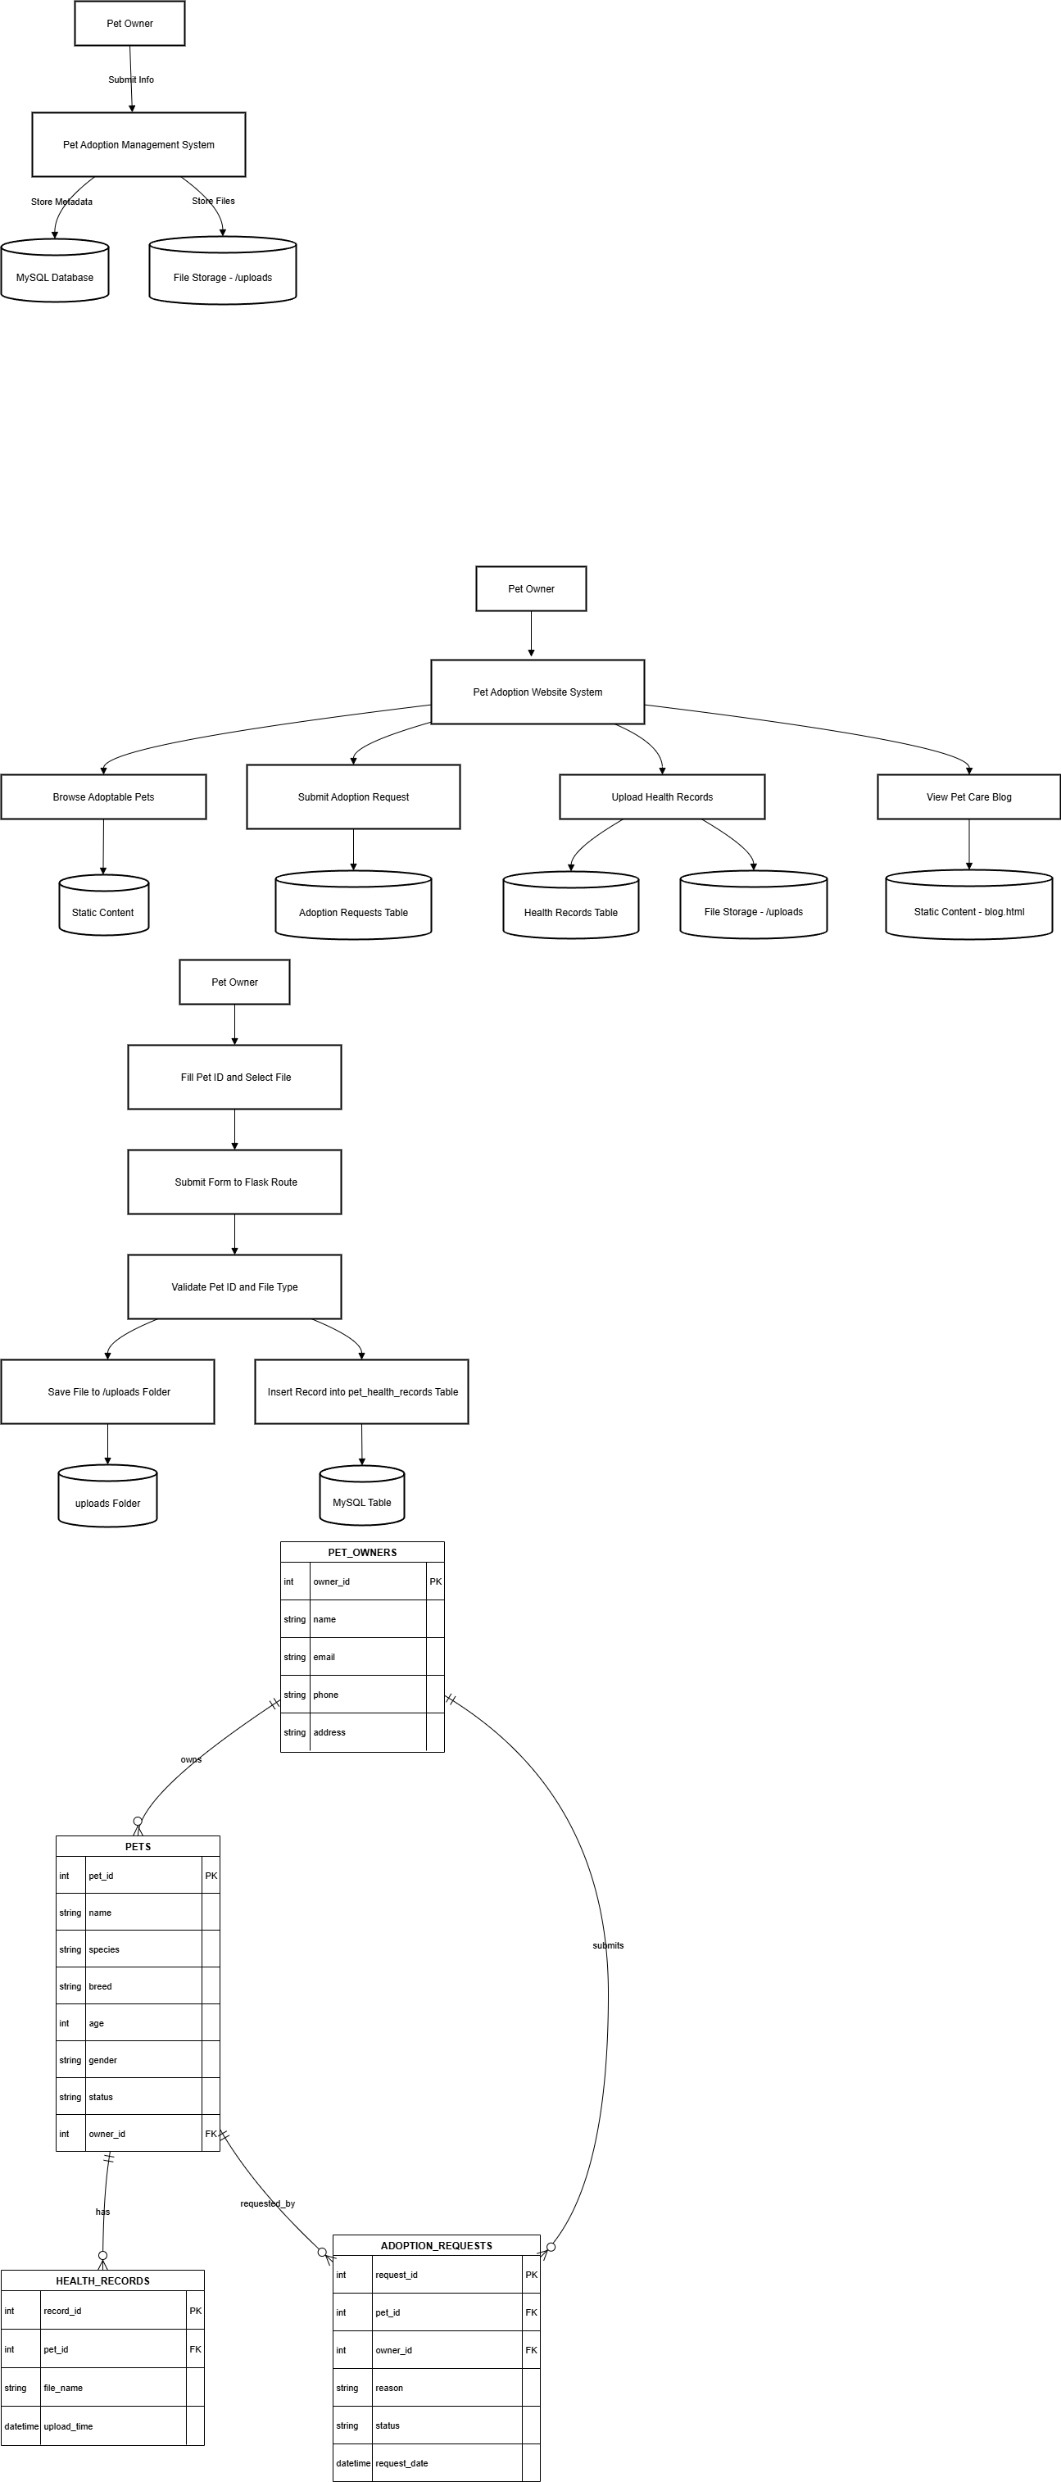 Pet Owner
Submit Info
Pet Adoption Management System
Store Metadata
Store Files
MySQL Database
File Storage - /uploads
Pet Owner
Pet Adoption Website System
Browse Adoptable Pets
Submit Adoption Request
Upload Health Records
View Pet Care Blog
Static Content
Adoption Requests Table
Health Records Table
File Storage - /uploads
Static Content - blog.html
Pet Owner
Fill Pet ID and Select File
Submit Form to Flask Route
Validate Pet ID and File Type
Save File to /uploads Folder
Insert Record into pet_health_records Table
uploads Folder
MySQL Table
PET_OWNERS
int owner_id PK
string name
string email
string phone
string address
owns
submits
PETS
int pet_id PK
string name
string species
string breed
int age
string gender
string status
int owner_id FK
has
requested_by
HEALTH_RECORDS
int record_id PK
int pet_id FK
string file_name
datetime upload_time
ADOPTION_REQUESTS
int request_id PK
int pet_id FK
int owner_id FK
string reason
string status
datetime request_date